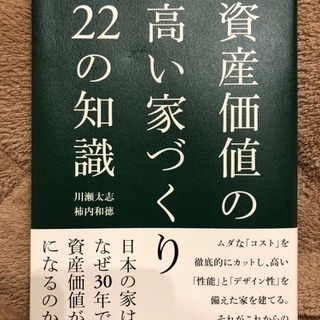 資産価値の
高い家づくり
22の知識
川瀬太志
柿内和徳
日本の家は
なぜ30年で
資産価値が
になるのか
ムダな「コスト」を
徹底的にカットし、高い
「性能」と「デザイン性」を
備えた家を建てる。
それがこれからの